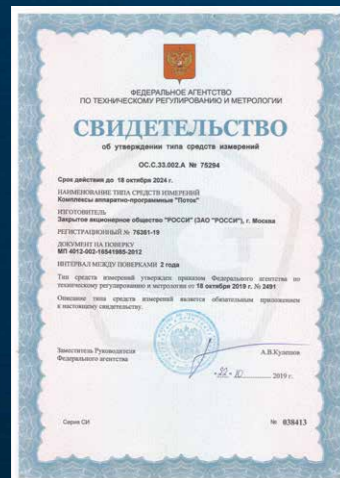 ФЕДЕРАЛЬНОЕ АГЕНТСТВО
ПО ТЕХНИЧЕСКОМУ РЕГУЛИРОВАНИЮ И МЕТРОЛОГИИ
СВИДЕТЕЛЬСТВО
об утверждении типа средств измерений
ОС.С.33.002.А № 75294
Срок действия до 18 октября 2024 г.
НАИМЕНОВАНИЕ ТИПА СРЕДСТВ ИЗМЕРЕНИЙ
Комплексы аппаратно-программные "Поток"
ИЗГОТОВИТЕЛЬ
Закрытое акционерное общество "РОССИ" (ЗАО "РОССИ"), г. Москва
РЕГИСТРАЦИОННЫЙ № 76361-19
ДОКУМЕНТ НА ПОВЕРКУ
МП 4012-002-18541985-2012
ИНТЕРВАЛ МЕЖДУ ПОВЕРКАМИ 2 года
Тип средств измерений утвержден приказом Федерального агентства по
техническому регулированию и метрологии от 18 октября 2019 г. № 2491
Описание типа средств измерений является обязательным приложением
к настоящему свидетельству.
Заместитель Руководителя
Федерального агентства
А.В.Кулешов
"22" 10 2019 г.
Серия СИ
№ 038413